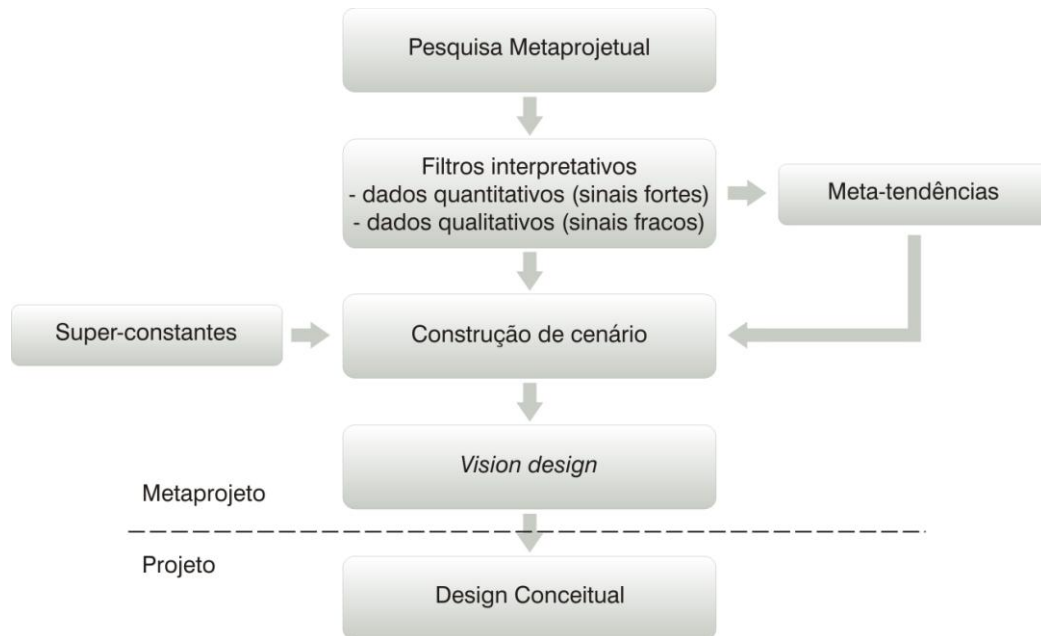 Pesquisa Metaprojetual
Filtros interpretativos
- dados quantitativos (sinais fortes)
- dados qualitativos (sinais fracos)
Meta-tendências
Super-constantes
Construção de cenário
Vision design
Metaprojeto
Projeto
Design Conceitual